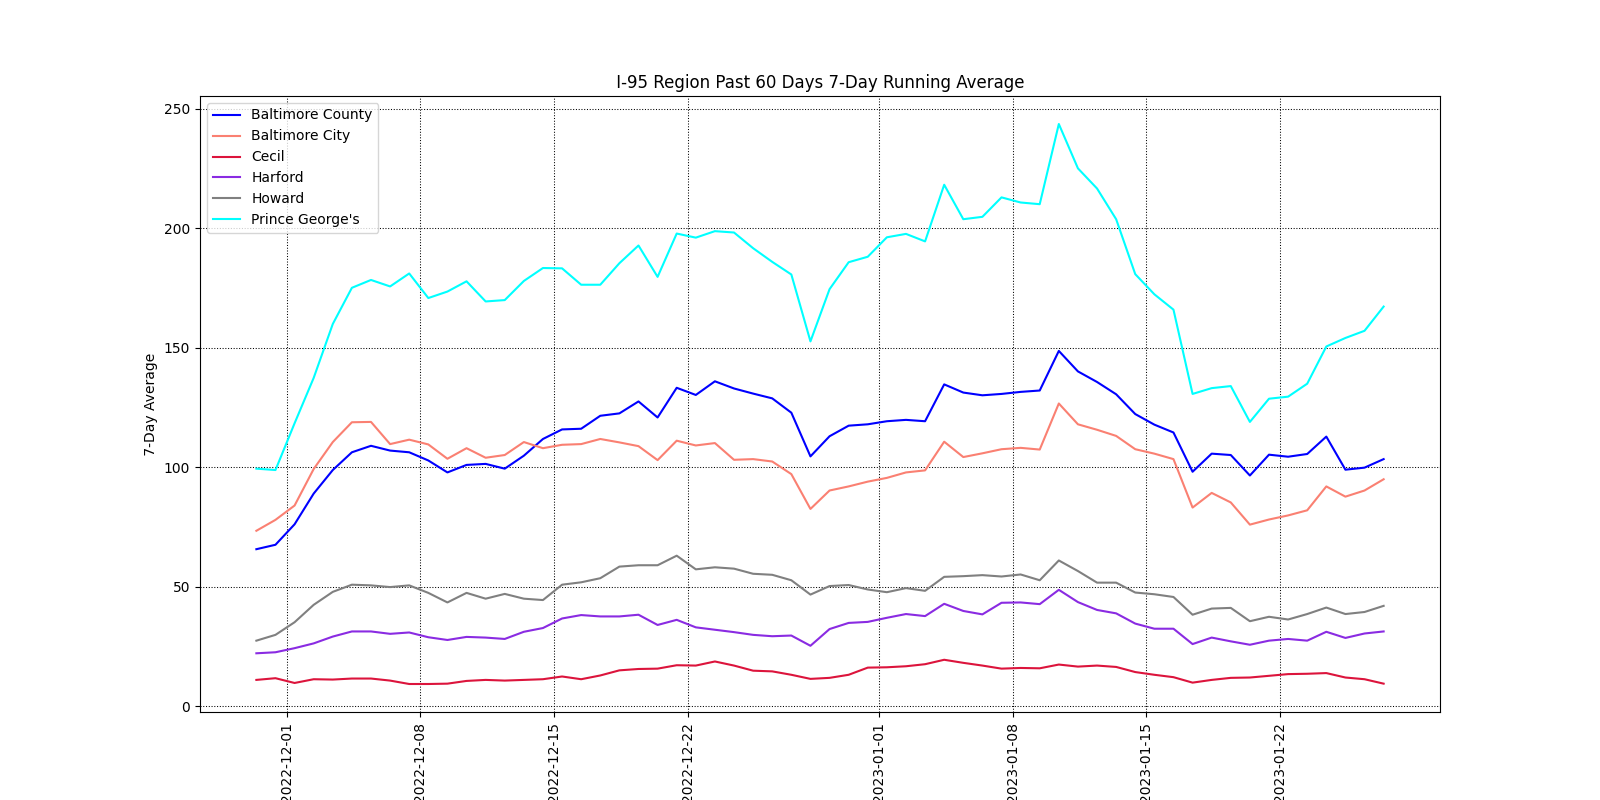 I-95 Region Past 60 Days 7-Day Running Average
250
200
150
100
50
0
7-Day Average
Baltimore County
Baltimore City
Cecil
Harford
Howard
Prince George's
2022-12-01
2022-12-08
2022-12-15
2022-12-22
2023-01-01
2023-01-08
2023-01-15
2023-01-22